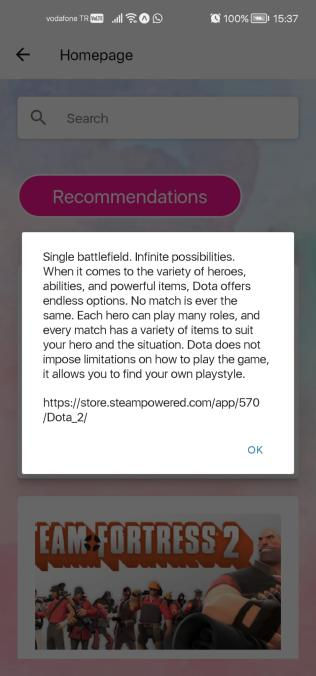 vodafone TR VoLTE 100% 15:37
Homepage
Search
Recommendations
Single battlefield. Infinite possibilities.
When it comes to the variety of heroes,
abilities, and powerful items, Dota offers
endless options. No match is ever the
same. Each hero can play many roles, and
every match has a variety of items to suit
your hero and the situation. Dota does not
impose limitations on how to play the game,
it allows you to find your own playstyle.
https://store.steampowered.com/app/570
/Dota_2/
OK
TEAM FORTRESS 2